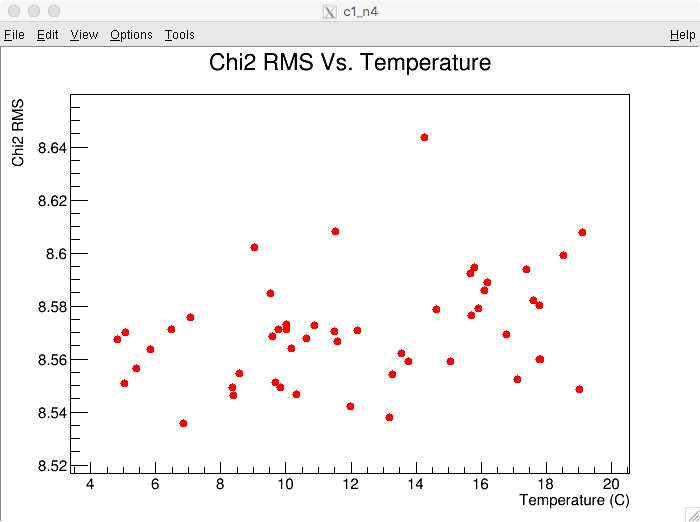 c1_n4
File Edit View Options Tools Help
Chi2 RMS Vs. Temperature
Chi2 RMS
8.64
8.62
8.6
8.58
8.56
8.54
8.52
4 6 8 10 12 14 16 18 20
Temperature (C)